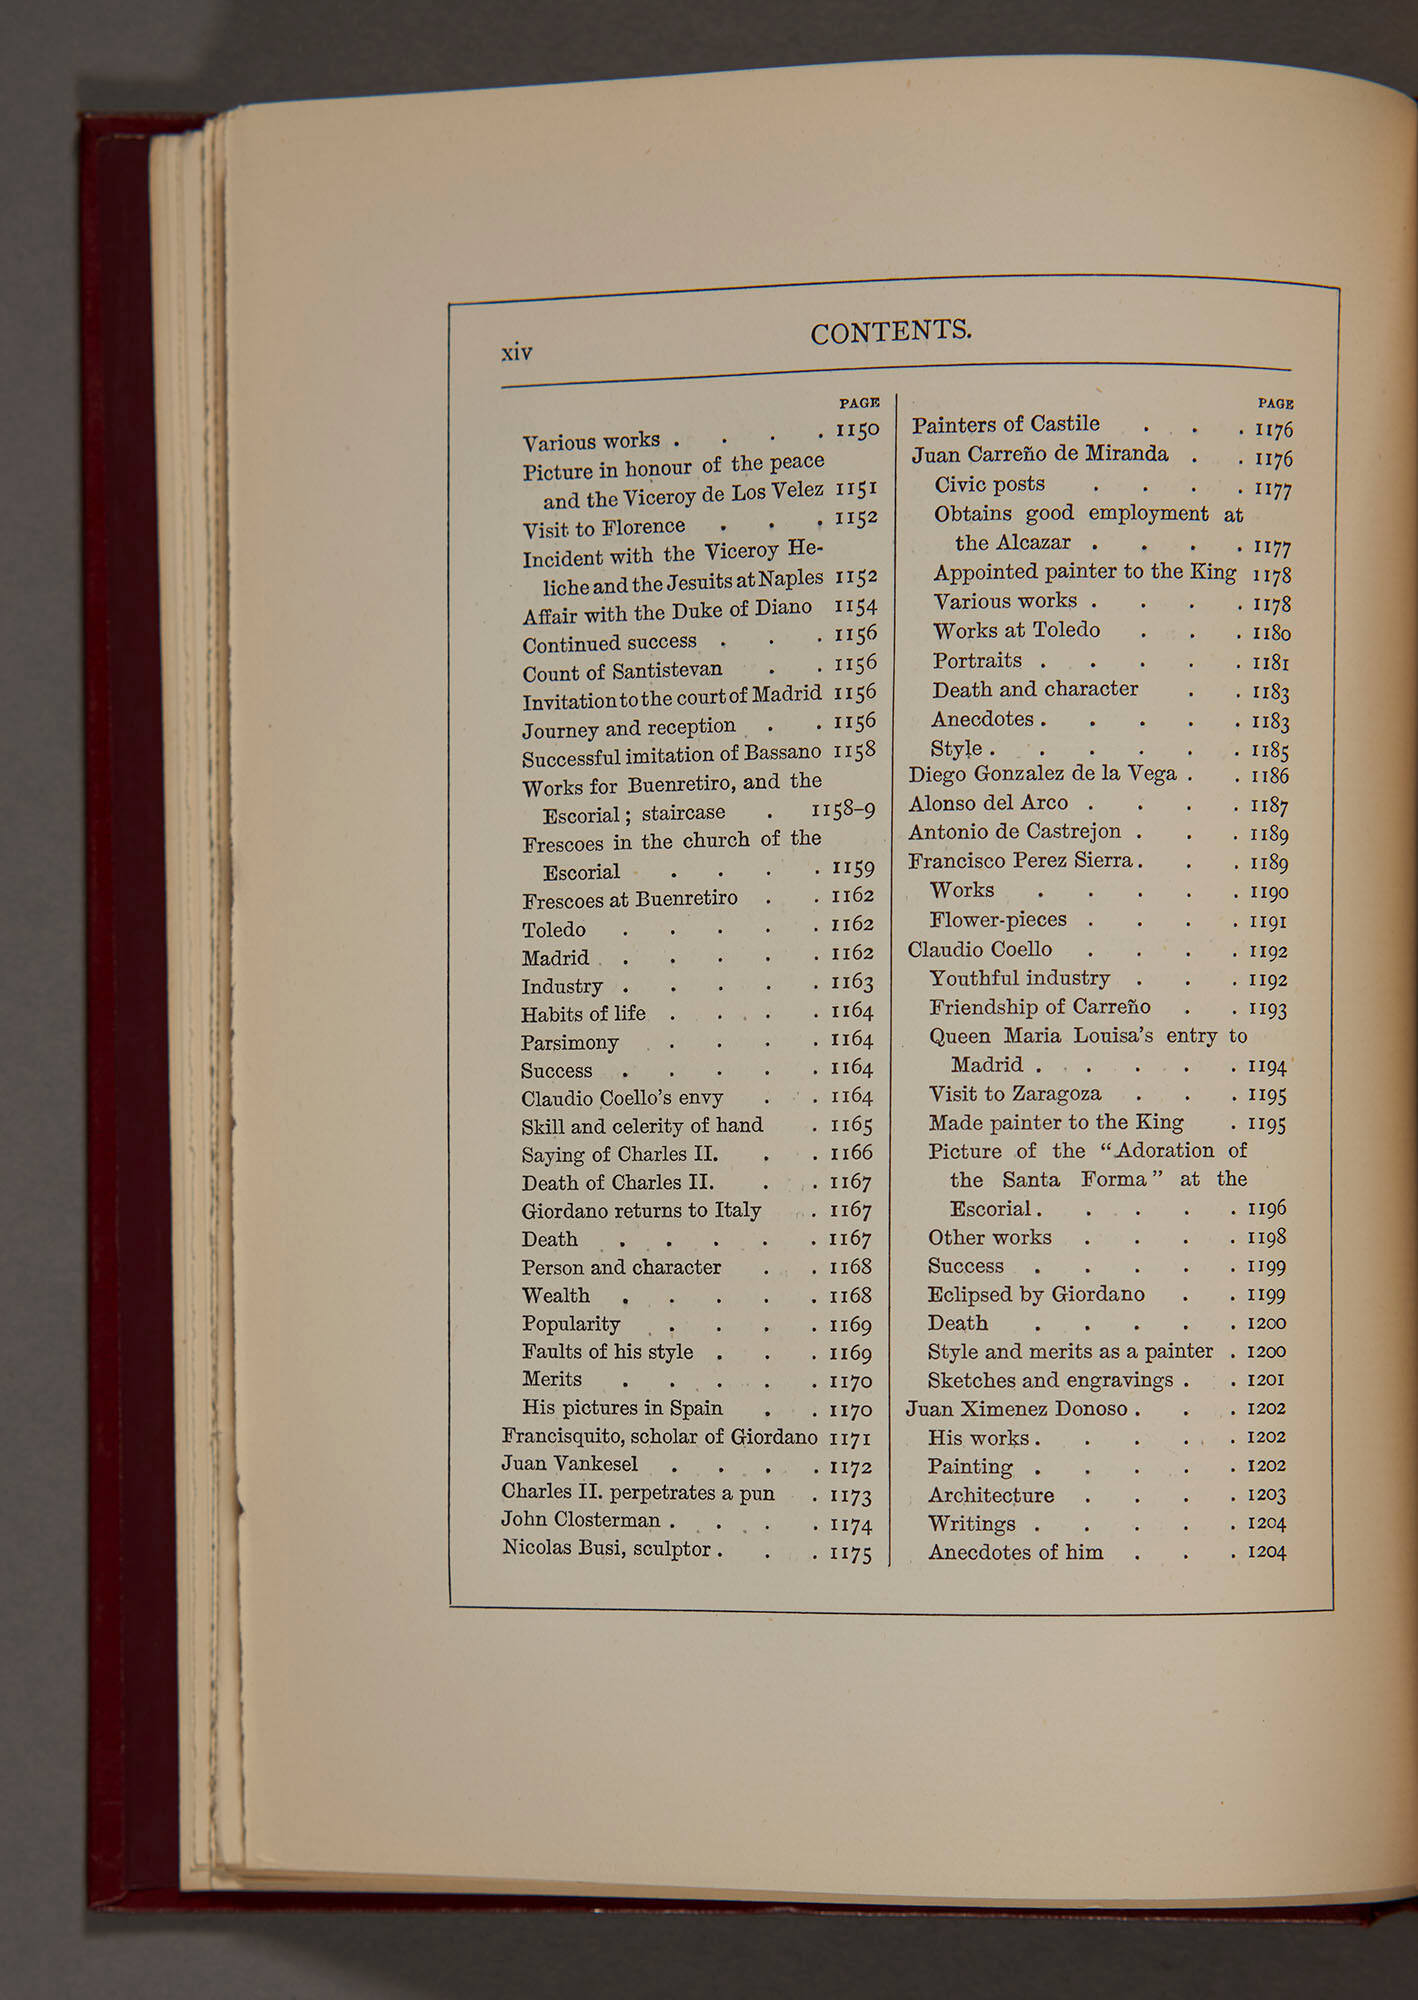 xiv
CONTENTS.
PAGE
Various works . . . . 1150
Picture in honour of the peace
and the Viceroy de Los Velez 1151
Visit to Florence . . . 1152
Incident with the Viceroy He-
liche and the Jesuits at Naples 1152
Affair with the Duke of Diano 1154
Continued success . . . 1156
Count of Santistevan . . 1156
Invitation to the court of Madrid 1156
Journey and reception . . 1156
Successful imitation of Bassano 1158
Works for Buenretiro, and the
Escorial ; staircase . 1158-9
Frescoes in the church of the
Escorial . . . . 1159
Frescoes at Buenretiro . . 1162
Toledo . . . . . 1162
Madrid . . . . . 1162
Industry . . . . . 1163
Habits of life . . . . 1164
Parsimony . . . . 1164
Success . . . . . 1164
Claudio Coello's envy . . 1164
Skill and celerity of hand . 1165
Saying of Charles II. . . 1166
Death of Charles II. . . 1167
Giordano returns to Italy . 1167
Death . . . . . 1167
Person and character . . 1168
Wealth . . . . . 1168
Popularity . . . . 1169
Faults of his style . . . 1169
Merits . . . . . 1170
His pictures in Spain . . 1170
Francisquito, scholar of Giordano 1171
Juan Vankesel . . . . 1172
Charles II. perpetrates a pun . 1173
John Closterman . . . . 1174
Nicolas Busi, sculptor . . . 1175
PAGE
Painters of Castile . . . 1176
Juan Carreño de Miranda . . 1176
Civic posts . . . . 1177
Obtains good employment at
the Alcazar . . . . 1177
Appointed painter to the King 1178
Various works . . . . 1178
Works at Toledo . . . 1180
Portraits . . . . . 1181
Death and character . . 1183
Anecdotes . . . . . 1183
Style . . . . . . 1185
Diego Gonzalez de la Vega . . 1186
Alonso del Arco . . . . 1187
Antonio de Castrejon . . . 1189
Francisco Perez Sierra . . . 1189
Works . . . . . 1190
Flower-pieces . . . . 1191
Claudio Coello . . . . 1192
Youthful industry . . . 1192
Friendship of Carreño . . 1193
Queen Maria Louisa's entry to
Madrid . . . . . 1194
Visit to Zaragoza . . . 1195
Made painter to the King . 1195
Picture of the “Adoration of
the Santa Forma” at the
Escorial . . . . . 1196
Other works . . . . 1198
Success . . . . . 1199
Eclipsed by Giordano . . 1199
Death . . . . . 1200
Style and merits as a painter . 1200
Sketches and engravings . . 1201
Juan Ximenez Donoso . . . 1202
His works . . . . . 1202
Painting . . . . . 1202
Architecture . . . . 1203
Writings . . . . . 1204
Anecdotes of him . . . 1204